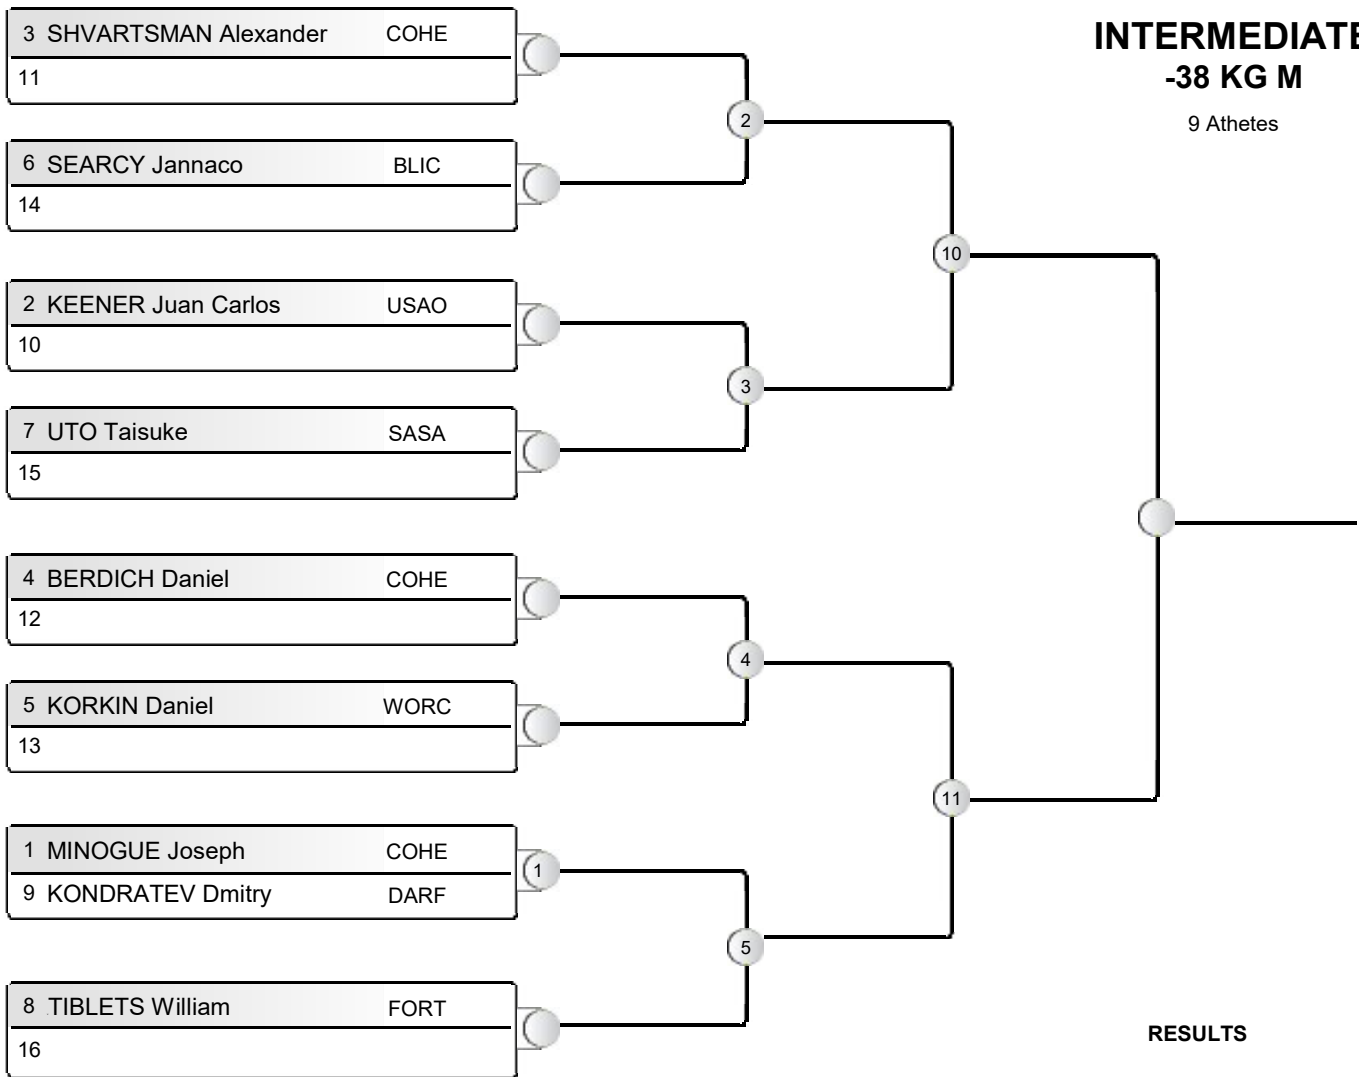 3 SHVARTSMAN Alexander COHE
11
INTERMEDIATE
-38 KG M
9 Athetes
2
6 SEARCY Jannaco BLIC
14
10
2 KEENER Juan Carlos USAO
10
3
7 UTO Taisuke SASA
15
4 BERDICH Daniel COHE
12
4
5 KORKIN Daniel WORC
13
11
1 MINOGUE Joseph COHE
1
9 KONDRATEV Dmitry DARF
5
8 TIBLETS William FORT
16
RESULTS